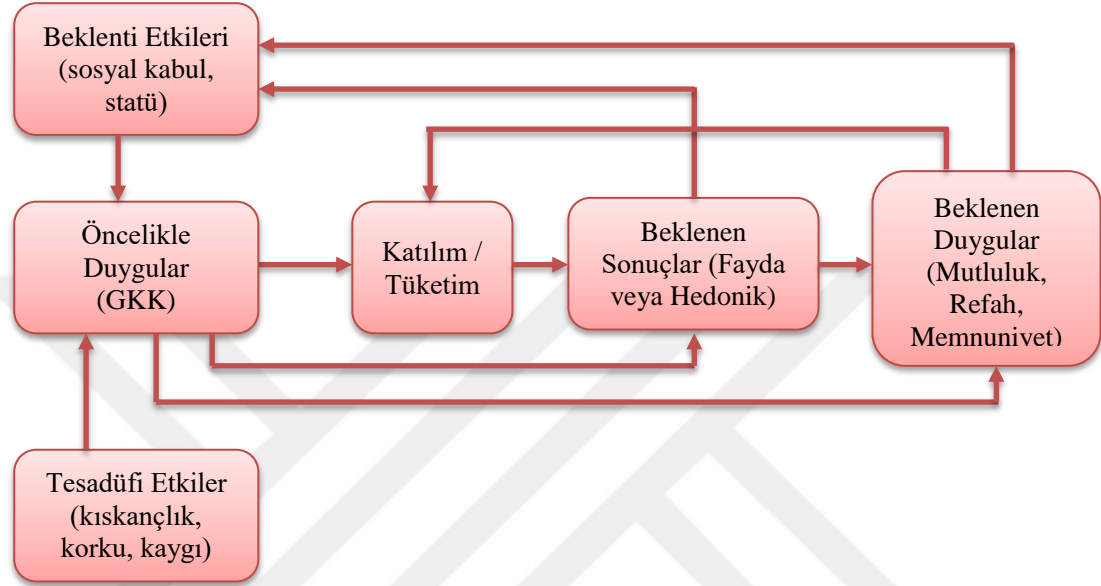 Beklenti Etkileri
(sosyal kabul,
statü)
Öncelikle
Duygular
(GKK)
Katılım /
Tüketim
Beklenen
Sonuçlar (Fayda
veya Hedonik)
Beklenen
Duygular
(Mutluluk,
Refah,
Memnuniyet)
Tesadüfi Etkiler
(kıskançlık,
korku, kaygı)